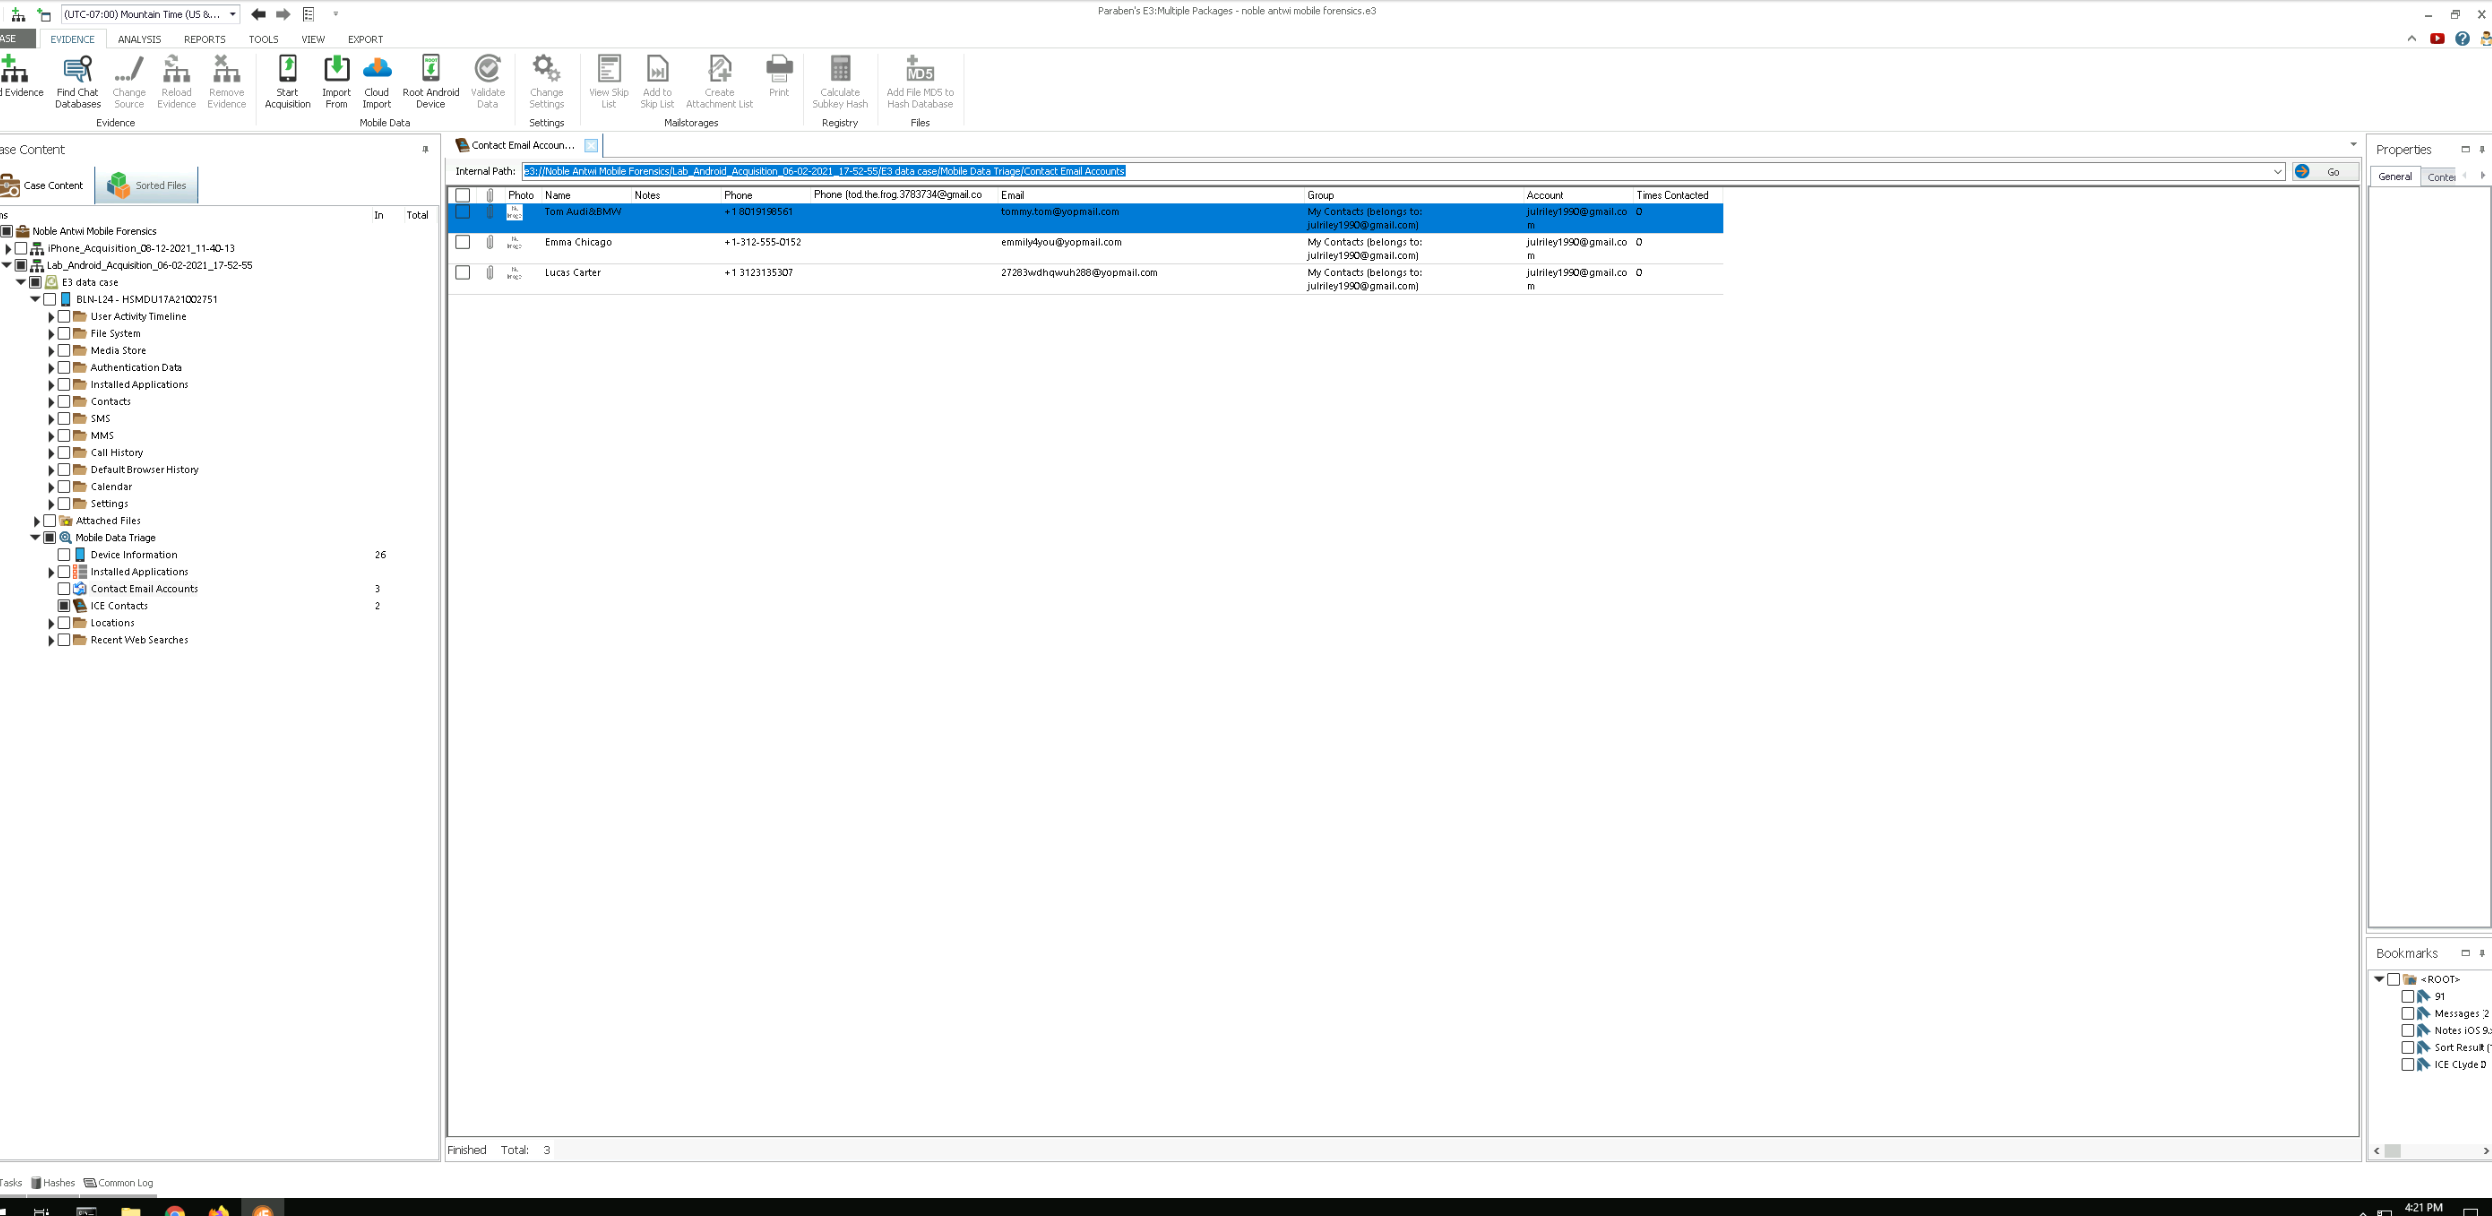 (UTC-07:00) Mountain Time (US &...
Paraben's E3:Multiple Packages - noble antwi mobile forensics.e3
ASE EVIDENCE ANALYSIS REPORTS TOOLS VIEW EXPORT
d Evidence
Find Chat Databases
Change Source
Reload Evidence
Remove Evidence
Start Acquisition
Import From
Cloud Import
Root Android Device
Validate Data
Change Settings
View Skip List
Add to Skip List
Create Attachment List
Print
Calculate Subkey Hash
MD5
Add File MD5 to Hash Database
Evidence Mobile Data Settings Mailstorages Registry Files
ase Content
Case Content Sorted Files
ms In Total
Noble Antwi Mobile Forensics
iPhone_Acquisition_08-12-2021_11-40-13
Lab_Android_Acquisition_06-02-2021_17-52-55
E3 data case
BLN-L24 - HSMDU17A21002751
User Activity Timeline
File System
Media Store
Authentication Data
Installed Applications
Contacts
SMS
MMS
Call History
Default Browser History
Calendar
Settings
Attached Files
Mobile Data Triage
Device Information 26
Installed Applications
Contact Email Accounts 3
ICE Contacts 2
Locations
Recent Web Searches
Contact Email Accoun...
Internal Path: e3://Noble Antwi Mobile Forensics/Lab_Android_Acquisition_06-02-2021_17-52-55/E3 data case/Mobile Data Triage/Contact Email Accounts Go
Photo Name Notes Phone Phone (tod.the.frog.3783734@gmail.co Email Group Account Times Contacted
Tom Audi&BMW +1 8019198561 tommy.tom@yopmail.com My Contacts (belongs to: julriley1990@gmail.co 0
julriley1990@gmail.com) m
Emma Chicago +1-312-555-0152 emmily4you@yopmail.com My Contacts (belongs to: julriley1990@gmail.co 0
julriley1990@gmail.com) m
Lucas Carter +1 3123135307 27283wdhqwuh288@yopmail.com My Contacts (belongs to: julriley1990@gmail.co 0
julriley1990@gmail.com) m
Finished Total: 3
Properties
General Conte
Bookmarks
<ROOT>
91
Messages
Notes iOS 9.
Sort Result (
ICE CLyde D
Tasks Hashes Common Log
4:21 PM